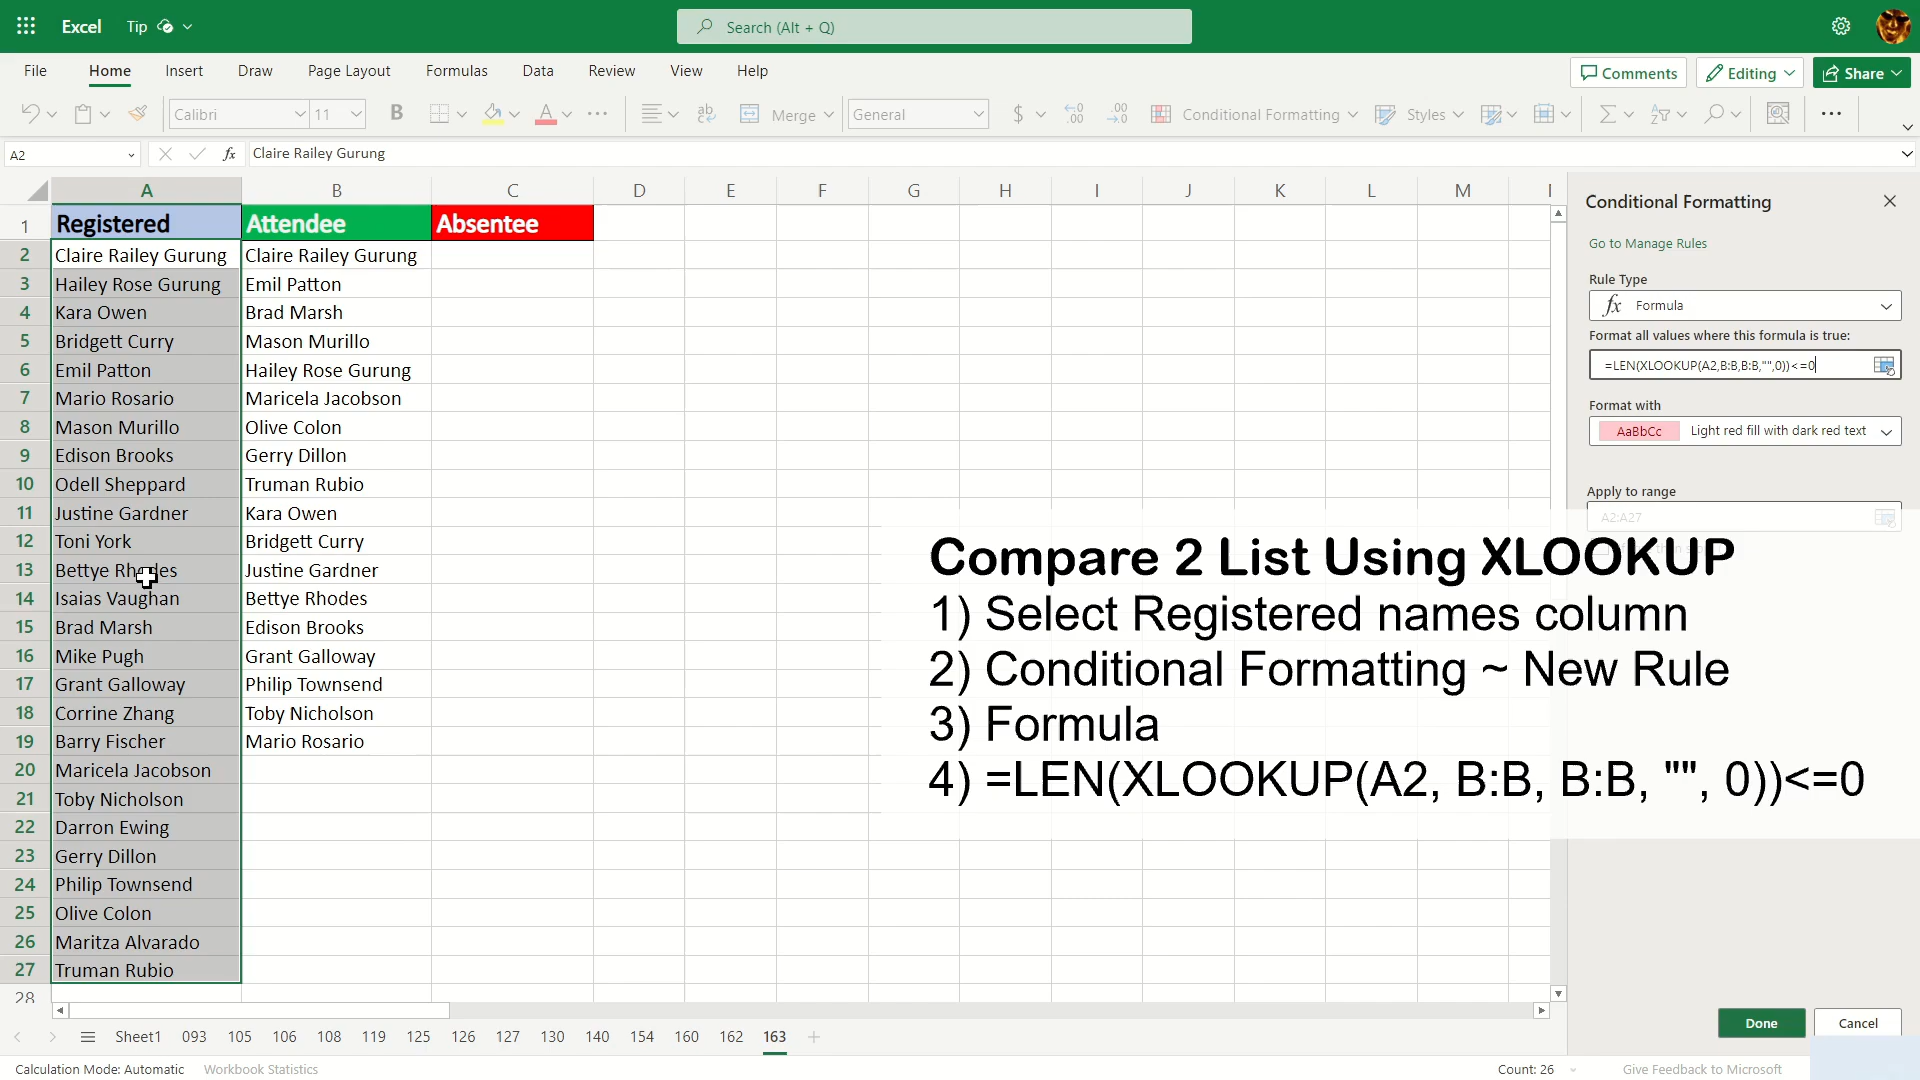 Excel Tip Search (Alt + Q)
File Home Insert Draw Page Layout Formulas Data Review View Help Comments Editing Share
Calibri 11 B A ab Merge General $ .00 Conditional Formatting Styles
A2 fx Claire Railey Gurung
A B C D E F G H I J K L M
1 Registered Attendee Absentee
2 Claire Railey Gurung Claire Railey Gurung
3 Hailey Rose Gurung Emil Patton
4 Kara Owen Brad Marsh
5 Bridgett Curry Mason Murillo
6 Emil Patton Hailey Rose Gurung
7 Mario Rosario Maricela Jacobson
8 Mason Murillo Olive Colon
9 Edison Brooks Gerry Dillon
10 Odell Sheppard Truman Rubio
11 Justine Gardner Kara Owen
12 Toni York Bridgett Curry
13 Bettye Rhodes Justine Gardner
14 Isaias Vaughan Bettye Rhodes
15 Brad Marsh Edison Brooks
16 Mike Pugh Grant Galloway
17 Grant Galloway Philip Townsend
18 Corrine Zhang Toby Nicholson
19 Barry Fischer Mario Rosario
20 Maricela Jacobson
21 Toby Nicholson
22 Darron Ewing
23 Gerry Dillon
24 Philip Townsend
25 Olive Colon
26 Maritza Alvarado
27 Truman Rubio
28
Conditional Formatting
Go to Manage Rules
Rule Type
fx Formula
Format all values where this formula is true:
=LEN(XLOOKUP(A2,B:B,B:B,"",0))<=0
Format with
AaBbCc Light red fill with dark red text
Apply to range
A2:A27
Compare 2 List Using XLOOKUP
1) Select Registered names column
2) Conditional Formatting ~ New Rule
3) Formula
4) =LEN(XLOOKUP(A2, B:B, B:B, "", 0))<=0
Done Cancel
Sheet1 093 105 106 108 119 125 126 127 130 140 154 160 162 163
Calculation Mode: Automatic Workbook Statistics Count: 26 Give Feedback to Microsoft